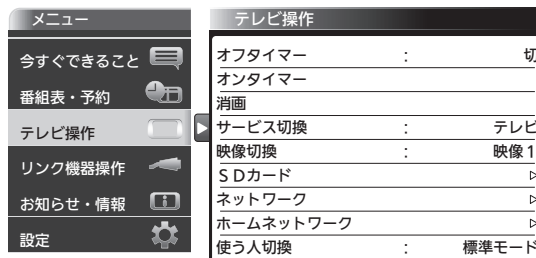 メニュー
今すぐできること
番組表・予約
テレビ操作
リンク機器操作
お知らせ・情報
設定
テレビ操作
オフタイマー : 切
オンタイマー
消画
サービス切換 : テレビ
映像切換 : 映像1
SDカード
ネットワーク
ホームネットワーク
使う人切換 : 標準モード